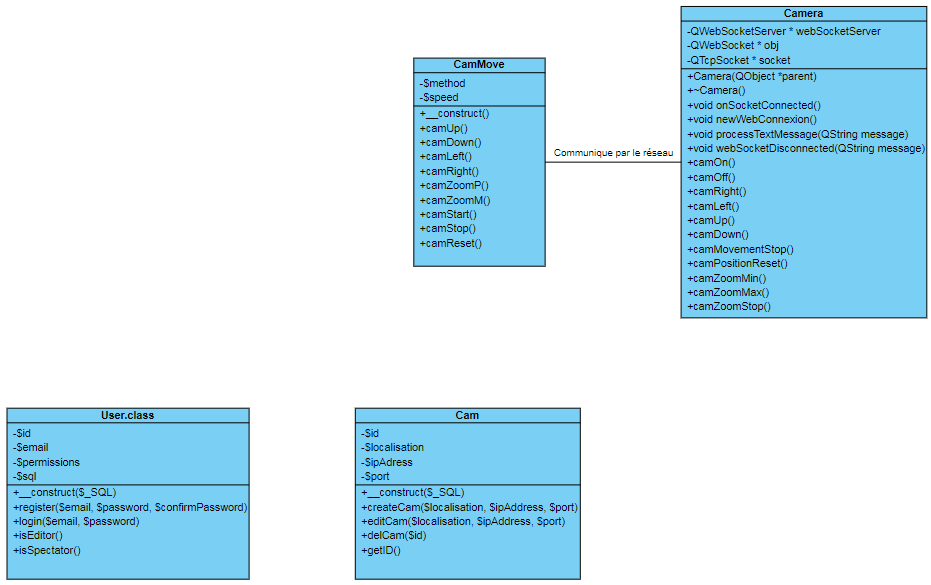 Camera
-QWebSocketServer * webSocketServer
-QWebSocket * obj
-QTcpSocket * socket
+Camera(QObject *parent)
+~Camera()
+void onSocketConnected()
+void newWebConnexion()
+void processTextMessage(QString message)
+void webSocketDisconnected(QString message)
+camOn()
+camOff()
+camRight()
+camLeft()
+camUp()
+camDown()
+camMovementStop()
+camPositionReset()
+camZoomMin()
+camZoomMax()
+camZoomStop()
CamMove
-$method
-$speed
+__construct()
+camUp()
+camDown()
+camLeft()
+camRight()
+camZoomP()
+camZoomM()
+camStart()
+camStop()
+camReset()
Communique par le réseau
User.class
-$id
-$email
-$permissions
-$sql
+__construct($_SQL)
+register($email, $password, $confirmPassword)
+login($email, $password)
+isEditor()
+isSpectator()
Cam
-$id
-$localisation
-$ipAdress
-$port
+__construct($_SQL)
+createCam($localisation, $ipAddress, $port)
+editCam($localisation, $ipAddress, $port)
+delCam($id)
+getID()